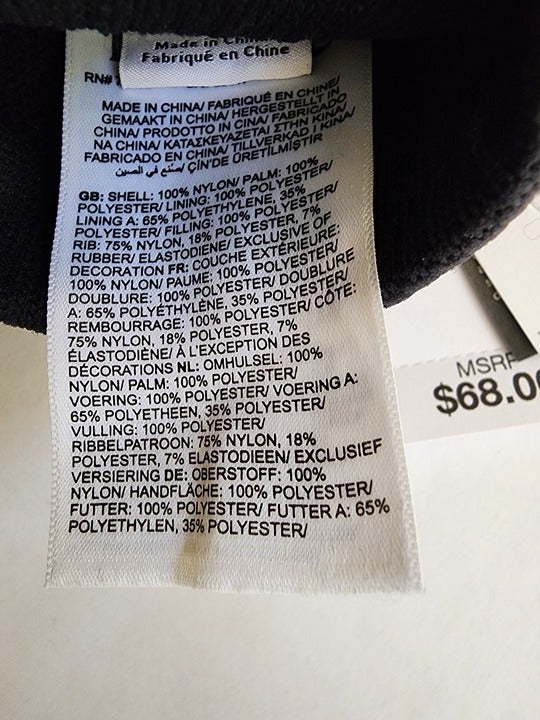 Made in China
Fabriqué en Chine
RN#
MADE IN CHINA/ FABRIQUÉ EN CHINE/
GEMAAKT IN CHINA/ HERGESTELLT IN
CHINA/ PRODOTTO IN CINA/ FABRICADO
NA CHINA/ ΚΑΤΑΣΚΕΥΑΖΕΤΑΙ ΣΤΗΝ ΚΙΝΑ/
FABRICADO EN CHINA/ TILLVERKAD I KINA/
صنع في الصين/ ÇİN'DE ÜRETİLMİŞTİR
GB: SHELL: 100% NYLON/ PALM: 100%
POLYESTER/ LINING: 100% POLYESTER/
LINING A: 65% POLYETHYLENE, 35%
POLYESTER/ FILLING: 100% POLYESTER/
RIB: 75% NYLON, 18% POLYESTER, 7%
RUBBER/ ELASTODIENE/ EXCLUSIVE OF
DECORATION FR: COUCHE EXTÉRIEURE:
100% NYLON/ PAUME: 100% POLYESTER/
DOUBLURE: 100% POLYESTER/ DOUBLURE
A: 65% POLYÉTHYLÈNE, 35% POLYESTER/
REMBOURRAGE: 100% POLYESTER/ CÔTE:
75% NYLON, 18% POLYESTER, 7%
ÉLASTODIÈNE/ À L'EXCEPTION DES
DÉCORATIONS NL: OMHULSEL: 100%
NYLON/ PALM: 100% POLYESTER/
VOERING: 100% POLYESTER/ VOERING A:
65% POLYETHEEN, 35% POLYESTER/
VULLING: 100% POLYESTER/
RIBBELPATROON: 75% NYLON, 18%
POLYESTER, 7% ELASTODIEEN/ EXCLUSIEF
VERSIERING DE: OBERSTOFF: 100%
NYLON/ HANDFLÄCHE: 100% POLYESTER/
FUTTER: 100% POLYESTER/ FUTTER A: 65%
POLYETHYLEN, 35% POLYESTER/
MSRP
$68.00